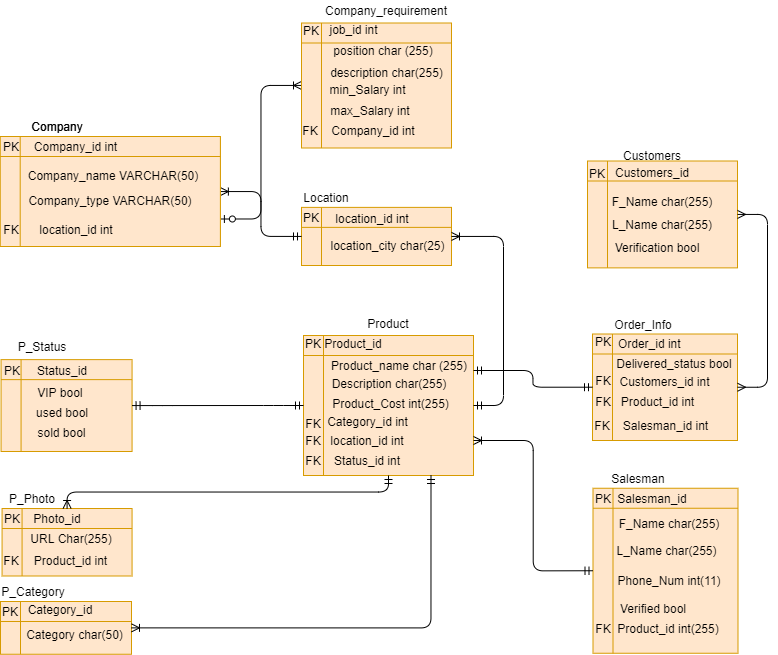 Company_requirement
PK job_id int
position char (255)
description char(255)
min_Salary int
max_Salary int
FK Company_id int
Company
PK Company_id int
Company_name VARCHAR(50)
Company_type VARCHAR(50)
FK location_id int
Location
PK location_id int
location_city char(25)
Customers
PK Customers_id
F_Name char(255)
L_Name char(255)
Verification bool
Product
PK Product_id
Product_name char (255)
Description char(255)
Product_Cost int(255)
FK Category_id int
FK location_id int
FK Status_id int
Order_Info
PK Order_id int
Delivered_status bool
FK Customers_id int
FK Product_id int
FK Salesman_id int
P_Status
PK Status_id
VIP bool
used bool
sold bool
Salesman
PK Salesman_id
F_Name char(255)
L_Name char(255)
Phone_Num int(11)
Verified bool
FK Product_id int(255)
P_Photo
PK Photo_id
URL Char(255)
FK Product_id int
P_Category
PK Category_id
Category char(50)